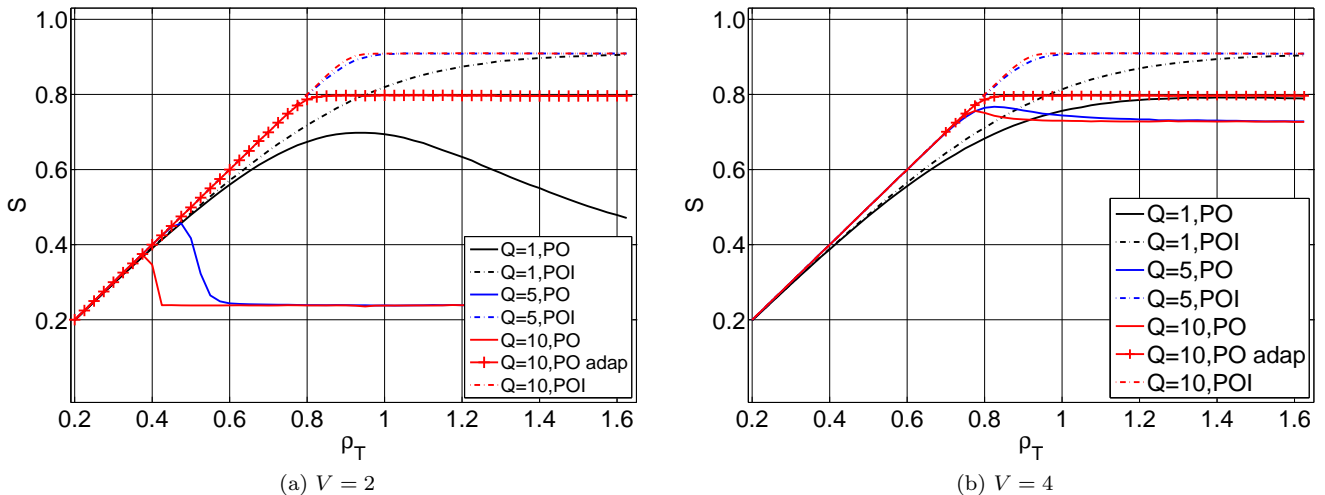 1.0
0.8
0.6
0.4
0.2
S
0.2 0.4 0.6 0.8 1 1.2 1.4 1.6
ρ_T
Q=1,PO
Q=1,POI
Q=5,PO
Q=5,POI
Q=10,PO
Q=10,PO adap
Q=10,POI
(a) V = 2
1.0
0.8
0.6
0.4
0.2
S
0.2 0.4 0.6 0.8 1 1.2 1.4 1.6
ρ_T
Q=1,PO
Q=1,POI
Q=5,PO
Q=5,POI
Q=10,PO
Q=10,PO adap
Q=10,POI
(b) V = 4